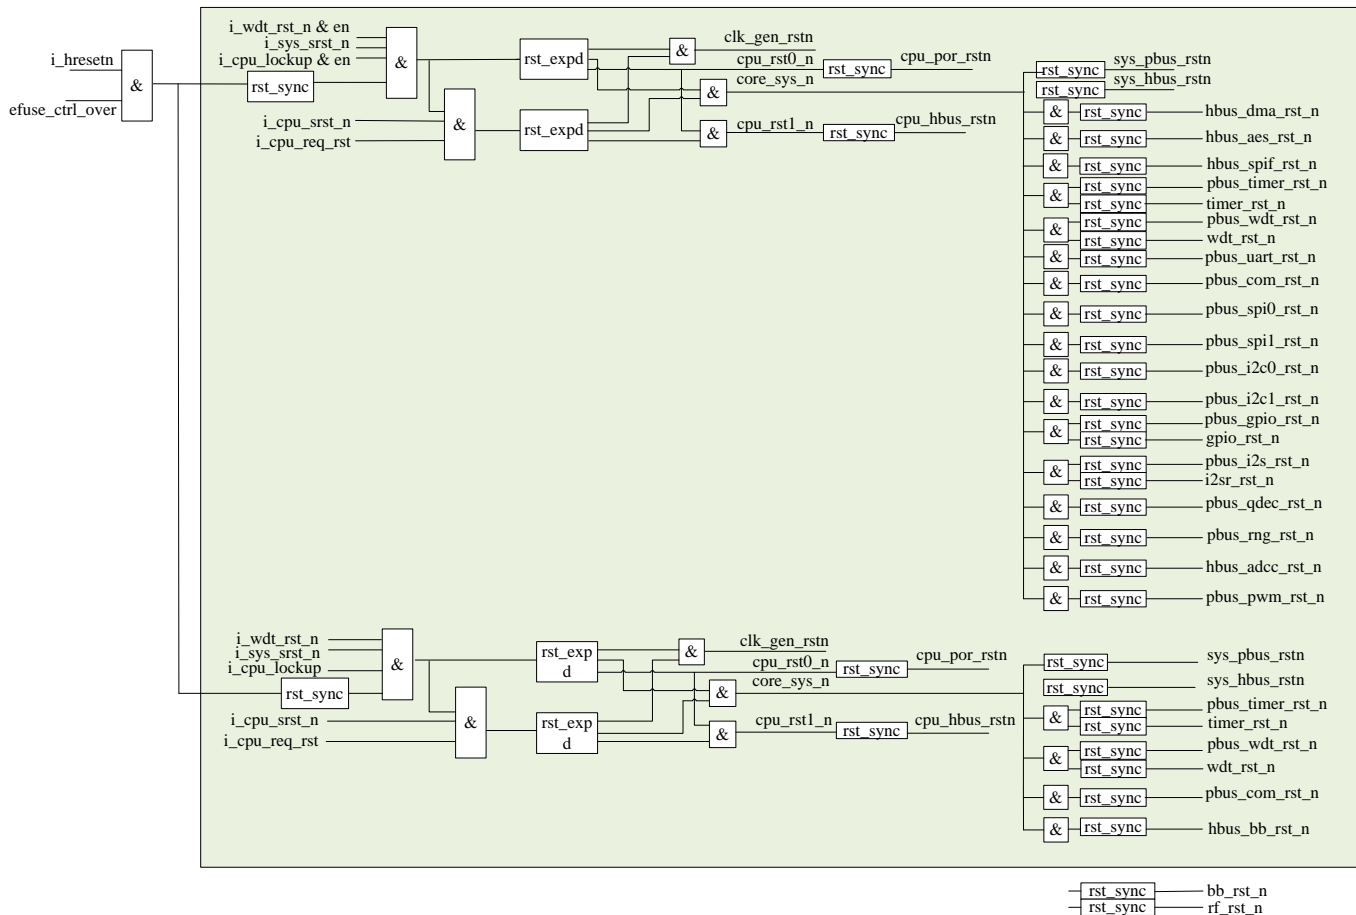 i_hresetn
&
efuse_ctrl_over
i_wdt_rst_n & en
i_sys_srst_n
i_cpu_lockup & en
rst_sync
&
i_cpu_srst_n
i_cpu_req_rst
&
rst_expd
rst_expd
&
clk_gen_rstn
cpu_rst0_n
rst_sync
cpu_por_rstn
&
core_sys_n
&
cpu_rst1_n
rst_sync
cpu_hbus_rstn
rst_sync
sys_pbus_rstn
rst_sync
sys_hbus_rstn
&
rst_sync
hbus_dma_rst_n
&
rst_sync
hbus_aes_rst_n
&
rst_sync
hbus_spif_rst_n
&
rst_sync
pbus_timer_rst_n
rst_sync
timer_rst_n
&
rst_sync
pbus_wdt_rst_n
rst_sync
wdt_rst_n
&
rst_sync
pbus_uart_rst_n
&
rst_sync
pbus_com_rst_n
&
rst_sync
pbus_spi0_rst_n
&
rst_sync
pbus_spi1_rst_n
&
rst_sync
pbus_i2c0_rst_n
&
rst_sync
pbus_i2c1_rst_n
&
rst_sync
pbus_gpio_rst_n
rst_sync
gpio_rst_n
&
rst_sync
pbus_i2s_rst_n
rst_sync
i2sr_rst_n
&
rst_sync
pbus_qdec_rst_n
&
rst_sync
pbus_rng_rst_n
&
rst_sync
hbus_adcc_rst_n
&
rst_sync
pbus_pwm_rst_n
i_wdt_rst_n
i_sys_srst_n
i_cpu_lockup
rst_sync
&
i_cpu_srst_n
i_cpu_req_rst
&
rst_exp
d
rst_exp
d
&
clk_gen_rstn
cpu_rst0_n
rst_sync
cpu_por_rstn
&
core_sys_n
&
cpu_rst1_n
rst_sync
cpu_hbus_rstn
rst_sync
sys_pbus_rstn
rst_sync
sys_hbus_rstn
&
rst_sync
pbus_timer_rst_n
rst_sync
timer_rst_n
&
rst_sync
pbus_wdt_rst_n
rst_sync
wdt_rst_n
&
rst_sync
pbus_com_rst_n
&
rst_sync
hbus_bb_rst_n
rst_sync
bb_rst_n
rst_sync
rf_rst_n